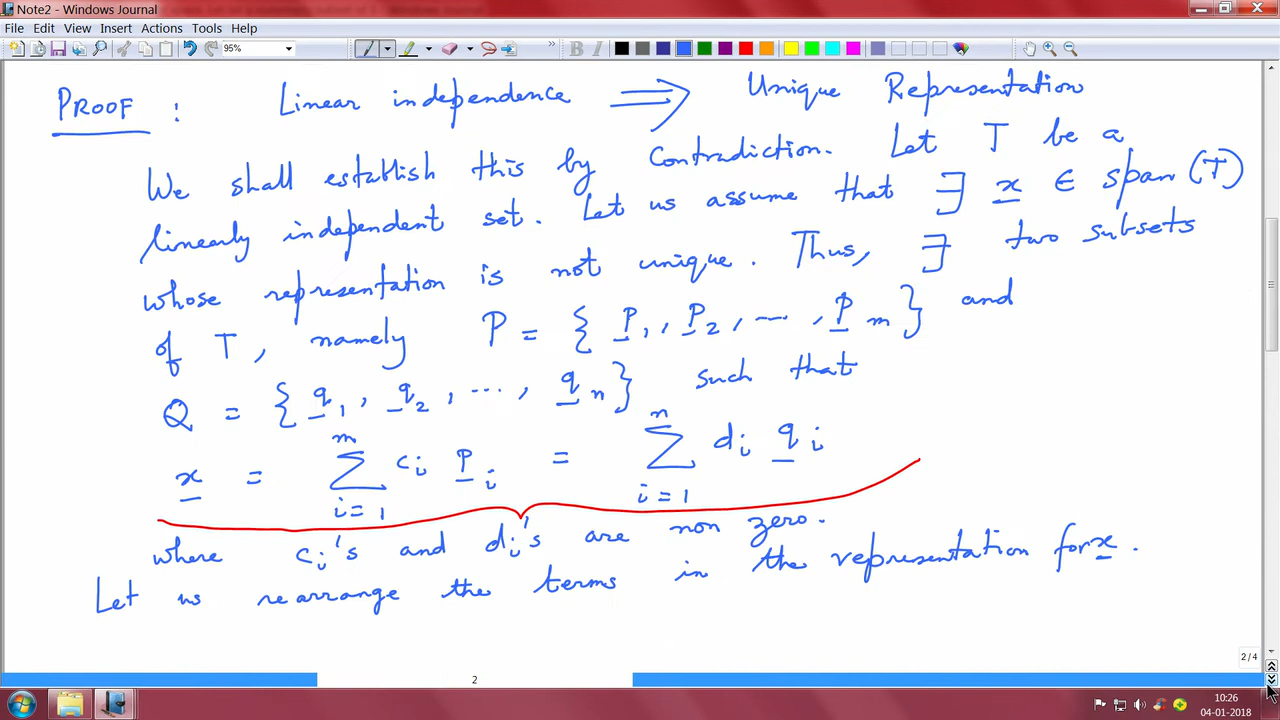 Note2 - Windows Journal
File Edit View Insert Actions Tools Help
95%
PROOF : Linear independence ⟹ Unique Representation
We shall establish this by Contradiction. Let T be a
linearly independent set. Let us assume that ∃ x ∈ span (T)
whose representation is not unique. Thus, ∃ two subsets
of T, namely P = { p1, p2, ..., pm } and
Q = { q1, q2, ..., qn } such that
x = ∑_{i=1}^{m} ci pi = ∑_{i=1}^{n} di qi
where ci's and di's are non zero.
Let us rearrange the terms in the representation for x.
2/4
2
10:26
04-01-2018